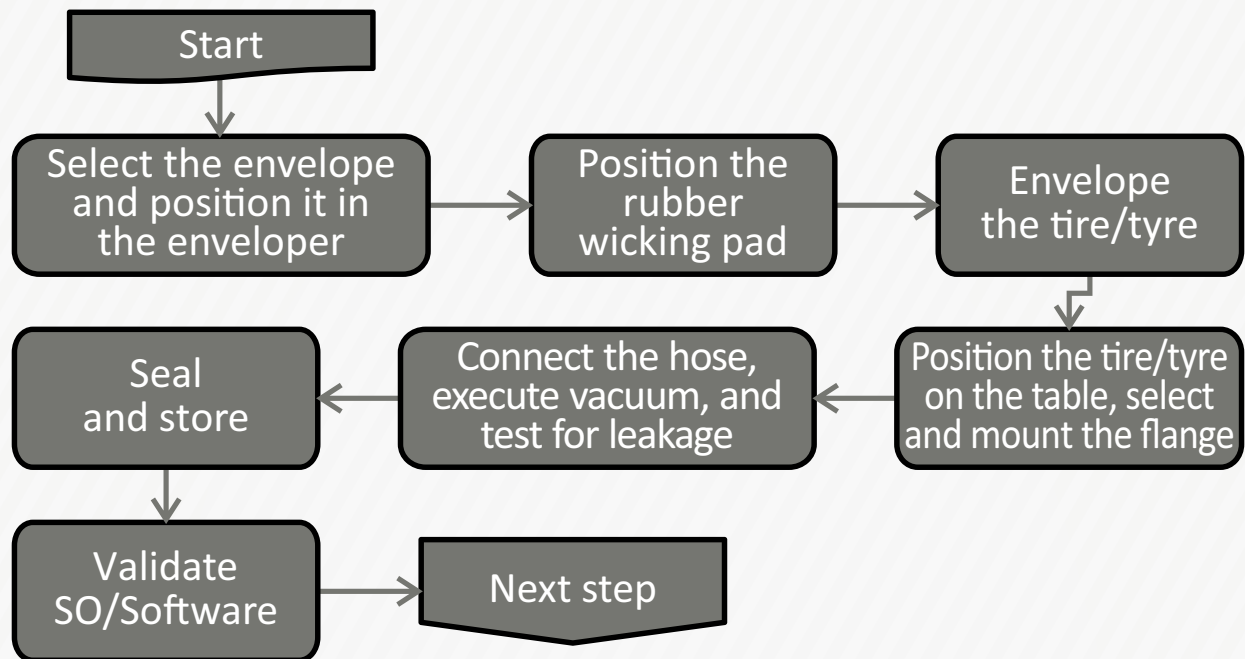 Start
Select the envelope
and position it in
the enveloper
Position the
rubber
wicking pad
Envelope
the tire/tyre
Position the tire/tyre
on the table, select
and mount the flange
Connect the hose,
execute vacuum, and
test for leakage
Seal
and store
Validate
SO/Software
Next step